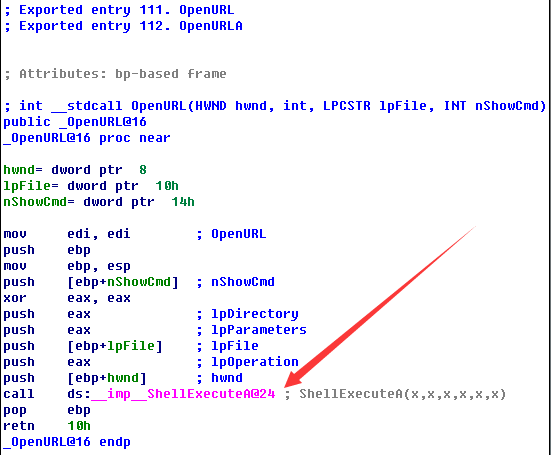 ; Exported entry 111. OpenURL
; Exported entry 112. OpenURLA
; Attributes: bp-based frame
; int __stdcall OpenURL(HWND hwnd, int, LPCSTR lpFile, INT nShowCmd)
public _OpenURL@16
_OpenURL@16 proc near
hwnd= dword ptr  8
lpFile= dword ptr  10h
nShowCmd= dword ptr  14h
mov     edi, edi        ; OpenURL
push    ebp
mov     ebp, esp
push    [ebp+nShowCmd]  ; nShowCmd
xor     eax, eax
push    eax             ; lpDirectory
push    eax             ; lpParameters
push    [ebp+lpFile]    ; lpFile
push    eax             ; lpOperation
push    [ebp+hwnd]      ; hwnd
call    ds:__imp__ShellExecuteA@24 ; ShellExecuteA(x,x,x,x,x,x)
pop     ebp
retn    10h
_OpenURL@16 endp